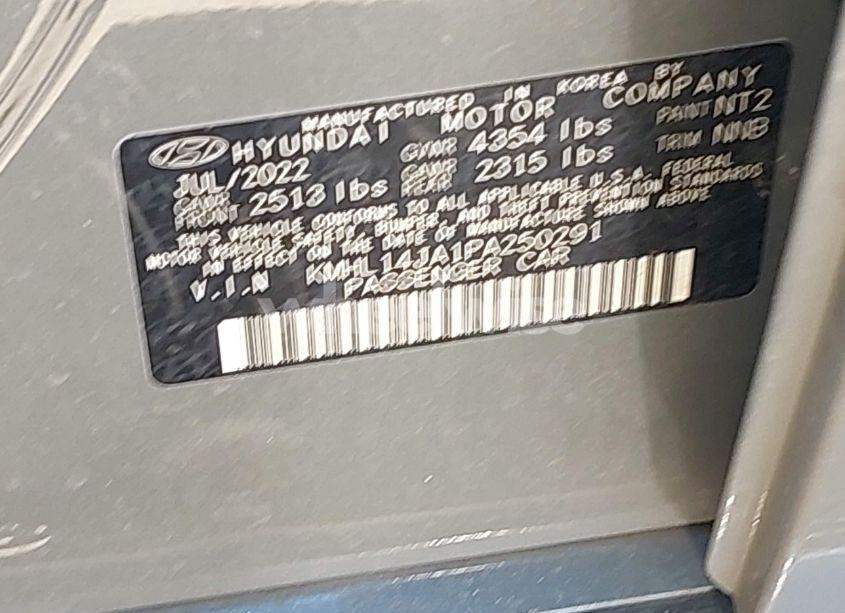 MANUFACTURED IN KOREA BY
HYUNDAI MOTOR COMPANY
JUL/2022 GVWR 4354 lbs PAINT NT2
GAWR FRONT 2513 lbs GAWR REAR 2315 lbs TRIM NNB
THIS VEHICLE CONFORMS TO ALL APPLICABLE U.S.A. FEDERAL
MOTOR VEHICLE SAFETY, BUMPER, AND THEFT PREVENTION STANDARDS
IN EFFECT ON THE DATE OF MANUFACTURE SHOWN ABOVE
V.I.N KMHL14JA1PA250291
PASSENGER CAR